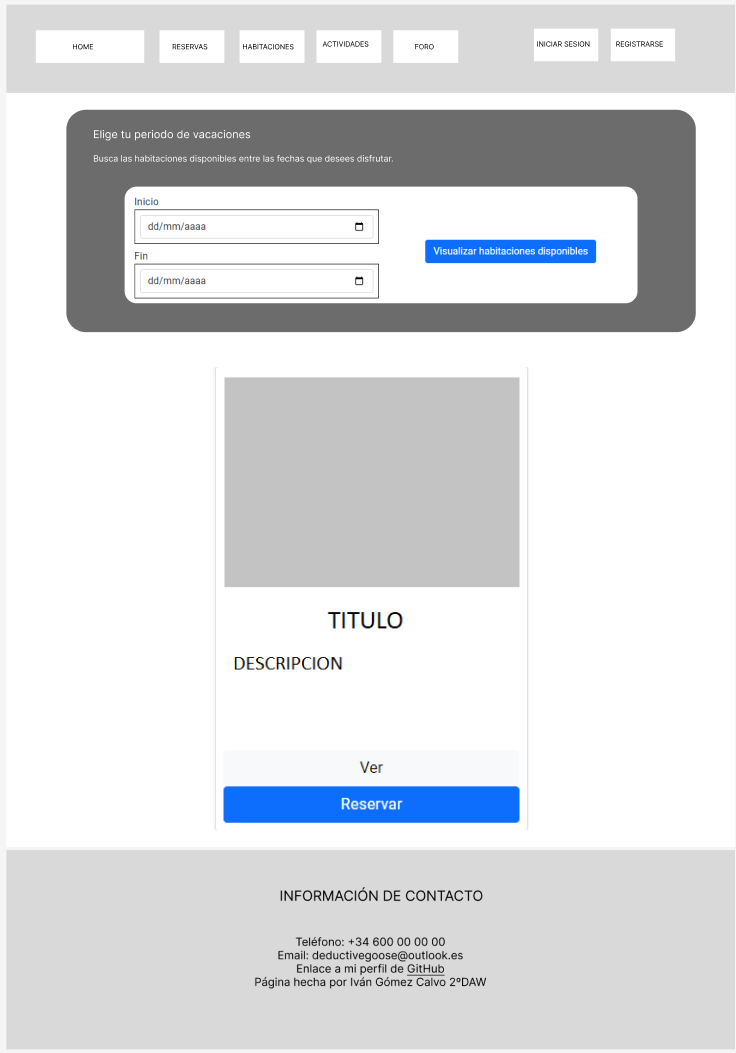 HOME
RESERVAS
HABITACIONES
ACTIVIDADES
FORO
INICIAR SESION
REGISTRARSE
Elige tu periodo de vacaciones
Busca las habitaciones disponibles entre las fechas que desees disfrutar.
Inicio
dd/mm/aaaa
Fin
dd/mm/aaaa
Visualizar habitaciones disponibles
TITULO
DESCRIPCION
Ver
Reservar
INFORMACIÓN DE CONTACTO
Teléfono: +34 600 00 00 00
Email: deductivegoose@outlook.es
Enlace a mi perfil de GitHub
Página hecha por Iván Gómez Calvo 2ºDAW